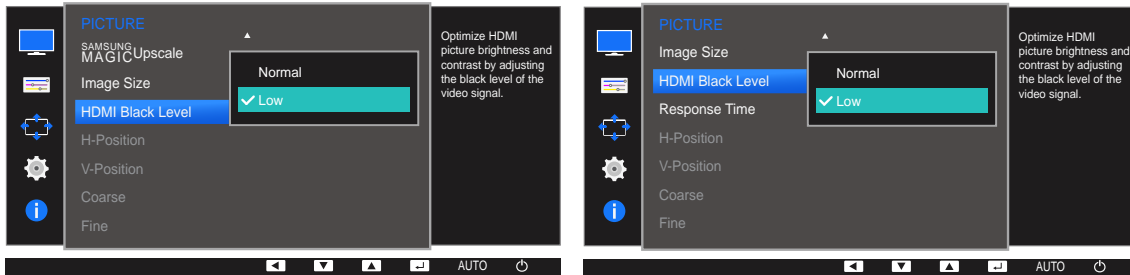 PICTURE
SAMSUNG
MAGIC Upscale
Image Size
HDMI Black Level
H-Position
V-Position
Coarse
Fine
Normal
Low
Optimize HDMI
picture brightness and
contrast by adjusting
the black level of the
video signal.
AUTO
PICTURE
Image Size
HDMI Black Level
Response Time
H-Position
V-Position
Coarse
Fine
Normal
Low
Optimize HDMI
picture brightness and
contrast by adjusting
the black level of the
video signal.
AUTO